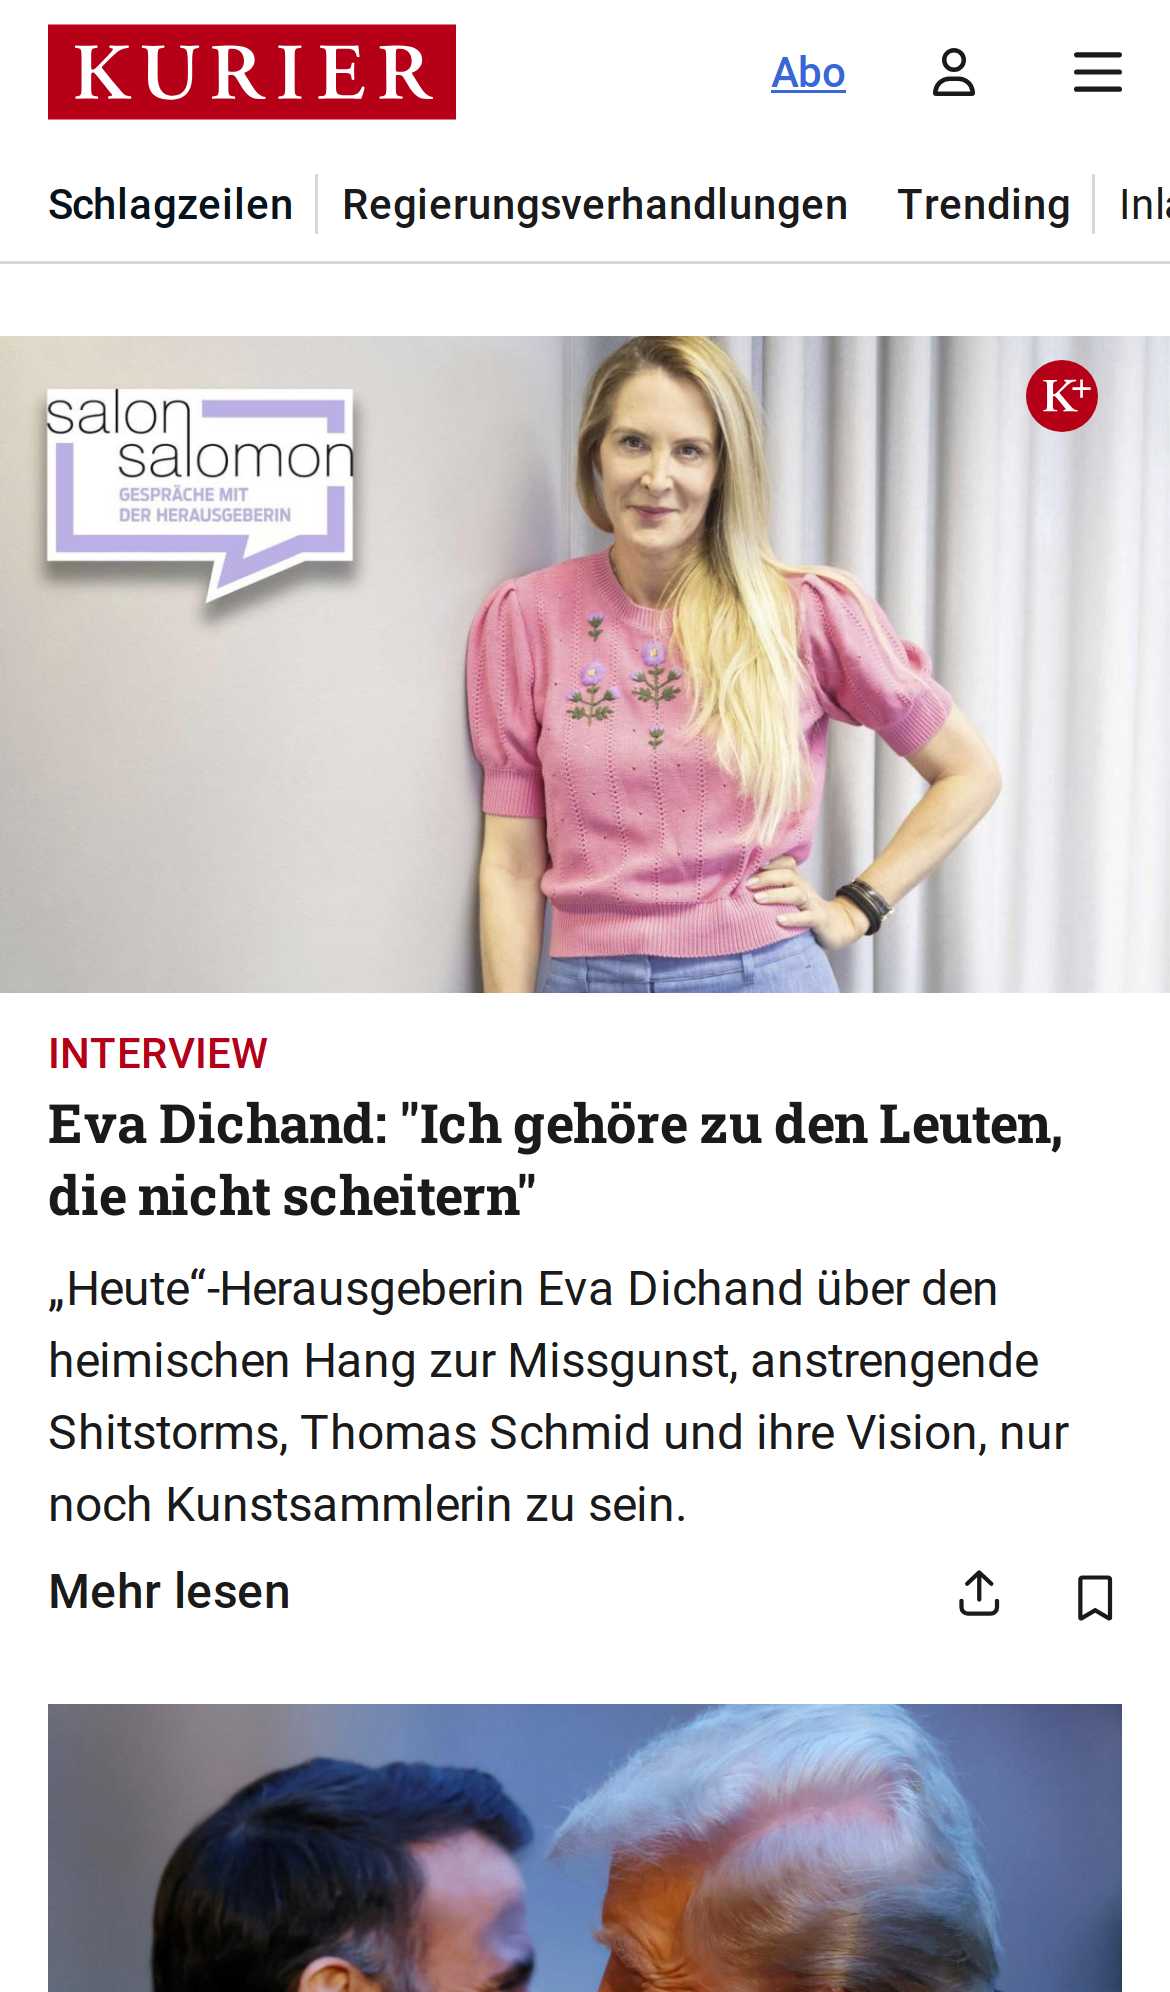 KURIER
Abo
Schlagzeilen
Regierungsverhandlungen
Trending
Inla
salon
salomon
GESPRÄCHE MIT
DER HERAUSGEBERIN
K+
INTERVIEW
Eva Dichand: "Ich gehöre zu den Leuten,
die nicht scheitern"
„Heute“-Herausgeberin Eva Dichand über den
heimischen Hang zur Missgunst, anstrengende
Shitstorms, Thomas Schmid und ihre Vision, nur
noch Kunstsammlerin zu sein.
Mehr lesen